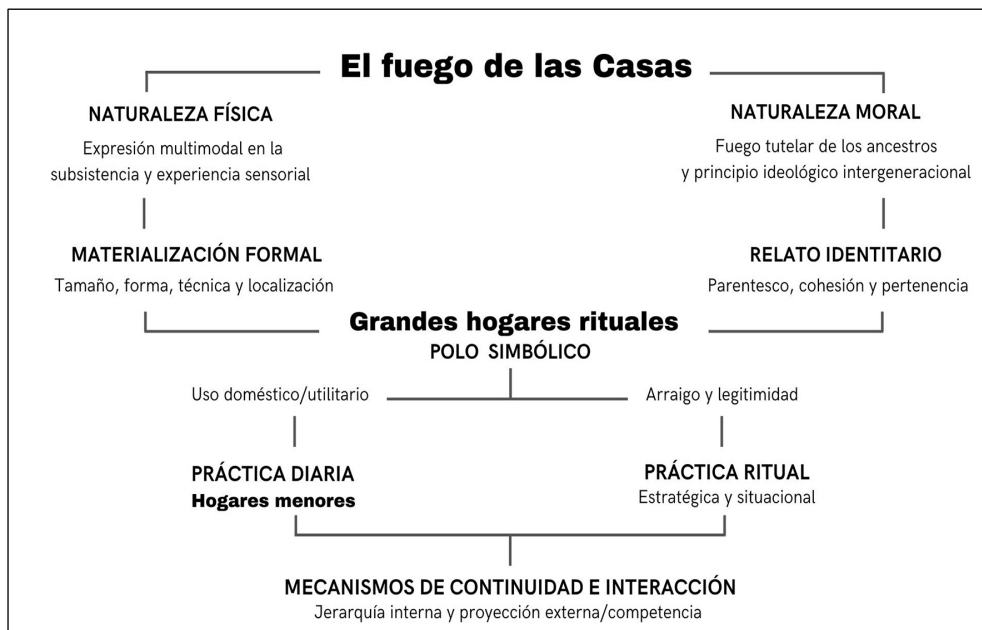 El fuego de las Casas
NATURALEZA FÍSICA
Expresión multimodal en la
subsistencia y experiencia sensorial
NATURALEZA MORAL
Fuego tutelar de los ancestros
y principio ideológico intergeneracional
MATERIALIZACIÓN FORMAL
Tamaño, forma, técnica y localización
RELATO IDENTITARIO
Parentesco, cohesión y pertenencia
Grandes hogares rituales
POLO SIMBÓLICO
Uso doméstico/utilitario
Arraigo y legitimidad
PRÁCTICA DIARIA
Hogares menores
PRÁCTICA RITUAL
Estratégica y situacional
MECANISMOS DE CONTINUIDAD E INTERACCIÓN
Jerarquía interna y proyección externa/competencia